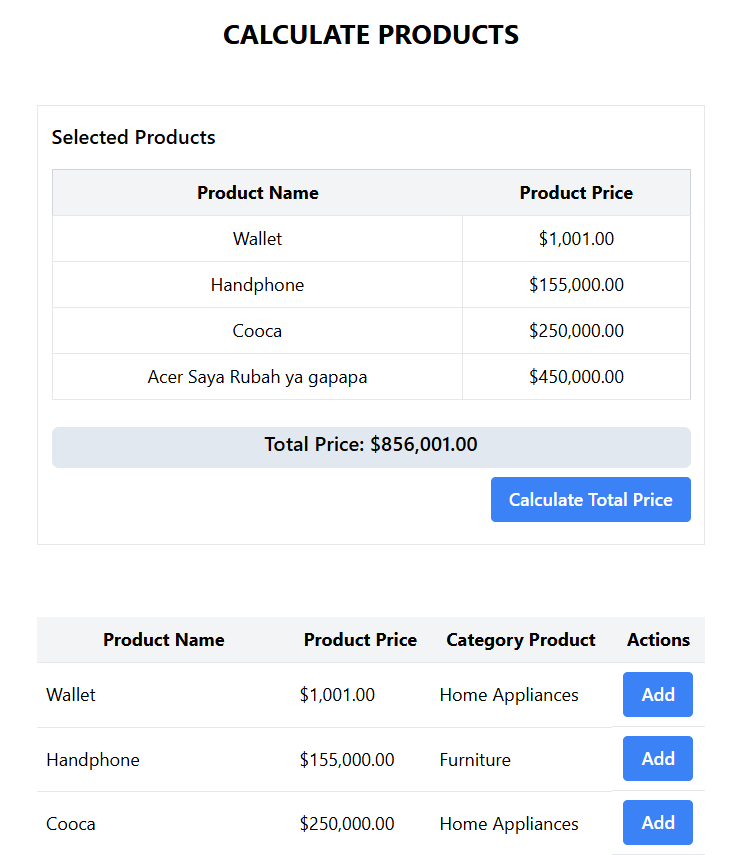 CALCULATE PRODUCTS
Selected Products
Product Name Product Price
Wallet $1,001.00
Handphone $155,000.00
Cooca $250,000.00
Acer Saya Rubah ya gapapa $450,000.00
Total Price: $856,001.00
Calculate Total Price
Product Name Product Price Category Product Actions
Wallet $1,001.00 Home Appliances Add
Handphone $155,000.00 Furniture Add
Cooca $250,000.00 Home Appliances Add